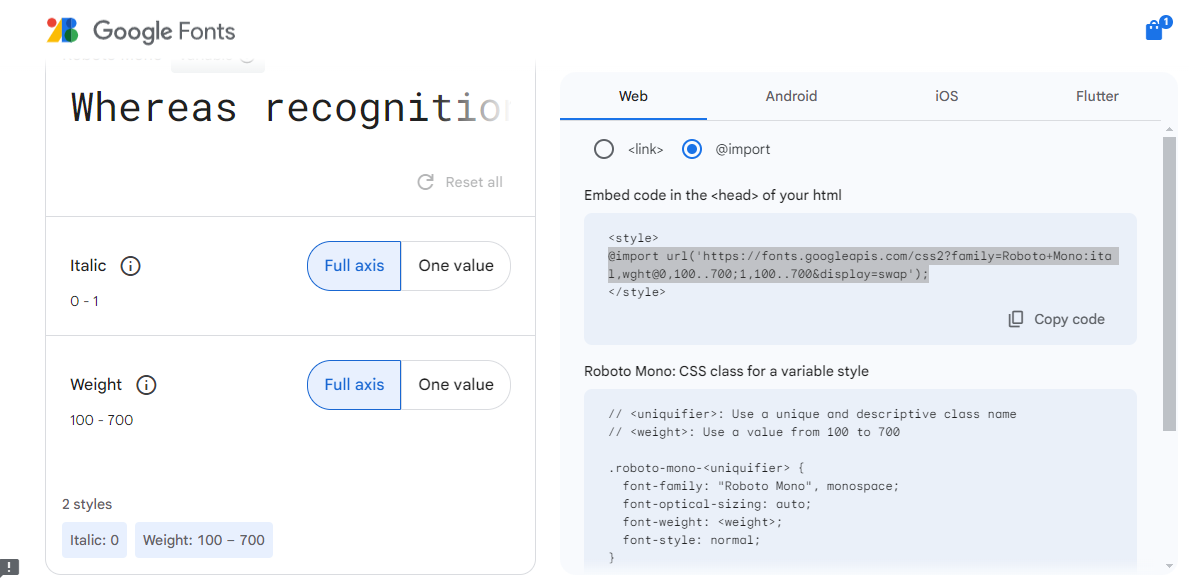 Google Fonts
1
Whereas recognition
Reset all
Italic
Full axis
One value
0 - 1
Weight
Full axis
One value
100 - 700
2 styles
Italic: 0
Weight: 100 – 700
Web
Android
iOS
Flutter
<link>
@import
Embed code in the <head> of your html
<style>
@import url('https://fonts.googleapis.com/css2?family=Roboto+Mono:ita
l,wght@0,100..700;1,100..700&display=swap');
</style>
Copy code
Roboto Mono: CSS class for a variable style
// <uniquifier>: Use a unique and descriptive class name
// <weight>: Use a value from 100 to 700
.roboto-mono-<uniquifier> {
font-family: "Roboto Mono", monospace;
font-optical-sizing: auto;
font-weight: <weight>;
font-style: normal;
}